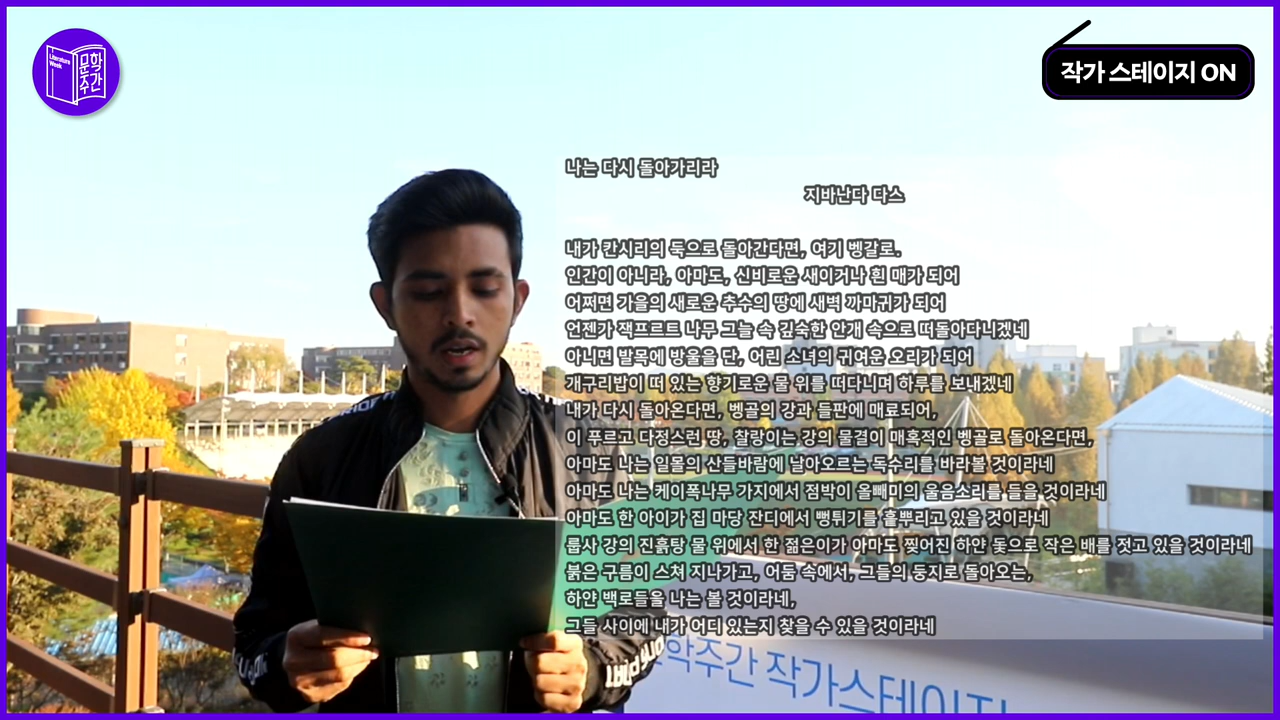 Literature
Week
문학
주간
작가 스테이지 ON
나는 다시 돌아가리라
지바난다 다스
내가 칸시리의 둑으로 돌아간다면, 여기 벵갈로.
인간이 아니라, 아마도, 신비로운 새이거나 흰 매가 되어
어쩌면 가을의 새로운 추수의 땅에 새벽 까마귀가 되어
언젠가 잭프르트 나무 그늘 속 깊숙한 안개 속으로 떠돌아다니겠네
아니면 발목에 방울을 단, 어린 소녀의 귀여운 오리가 되어
개구리밥이 떠 있는 향기로운 물 위를 떠다니며 하루를 보내겠네
내가 다시 돌아온다면, 벵골의 강과 들판에 매료되어,
이 푸르고 다정스런 땅, 찰랑이는 강의 물결이 매혹적인 벵골로 돌아온다면,
아마도 나는 일몰의 산들바람에 날아오르는 독수리를 바라볼 것이라네
아마도 나는 케이폭나무 가지에서 점박이 올빼미의 울음소리를 들을 것이라네
아마도 한 아이가 집 마당 잔디에서 뻥튀기를 흩뿌리고 있을 것이라네
룹사 강의 진흙탕 물 위에서 한 젊은이가 아마도 찢어진 하얀 돛으로 작은 배를 젓고 있을 것이라네
붉은 구름이 스쳐 지나가고, 어둠 속에서, 그들의 둥지로 돌아오는,
하얀 백로들을 나는 볼 것이라네,
그들 사이에 내가 어디 있는지 찾을 수 있을 것이라네
학주간 작가스테이지